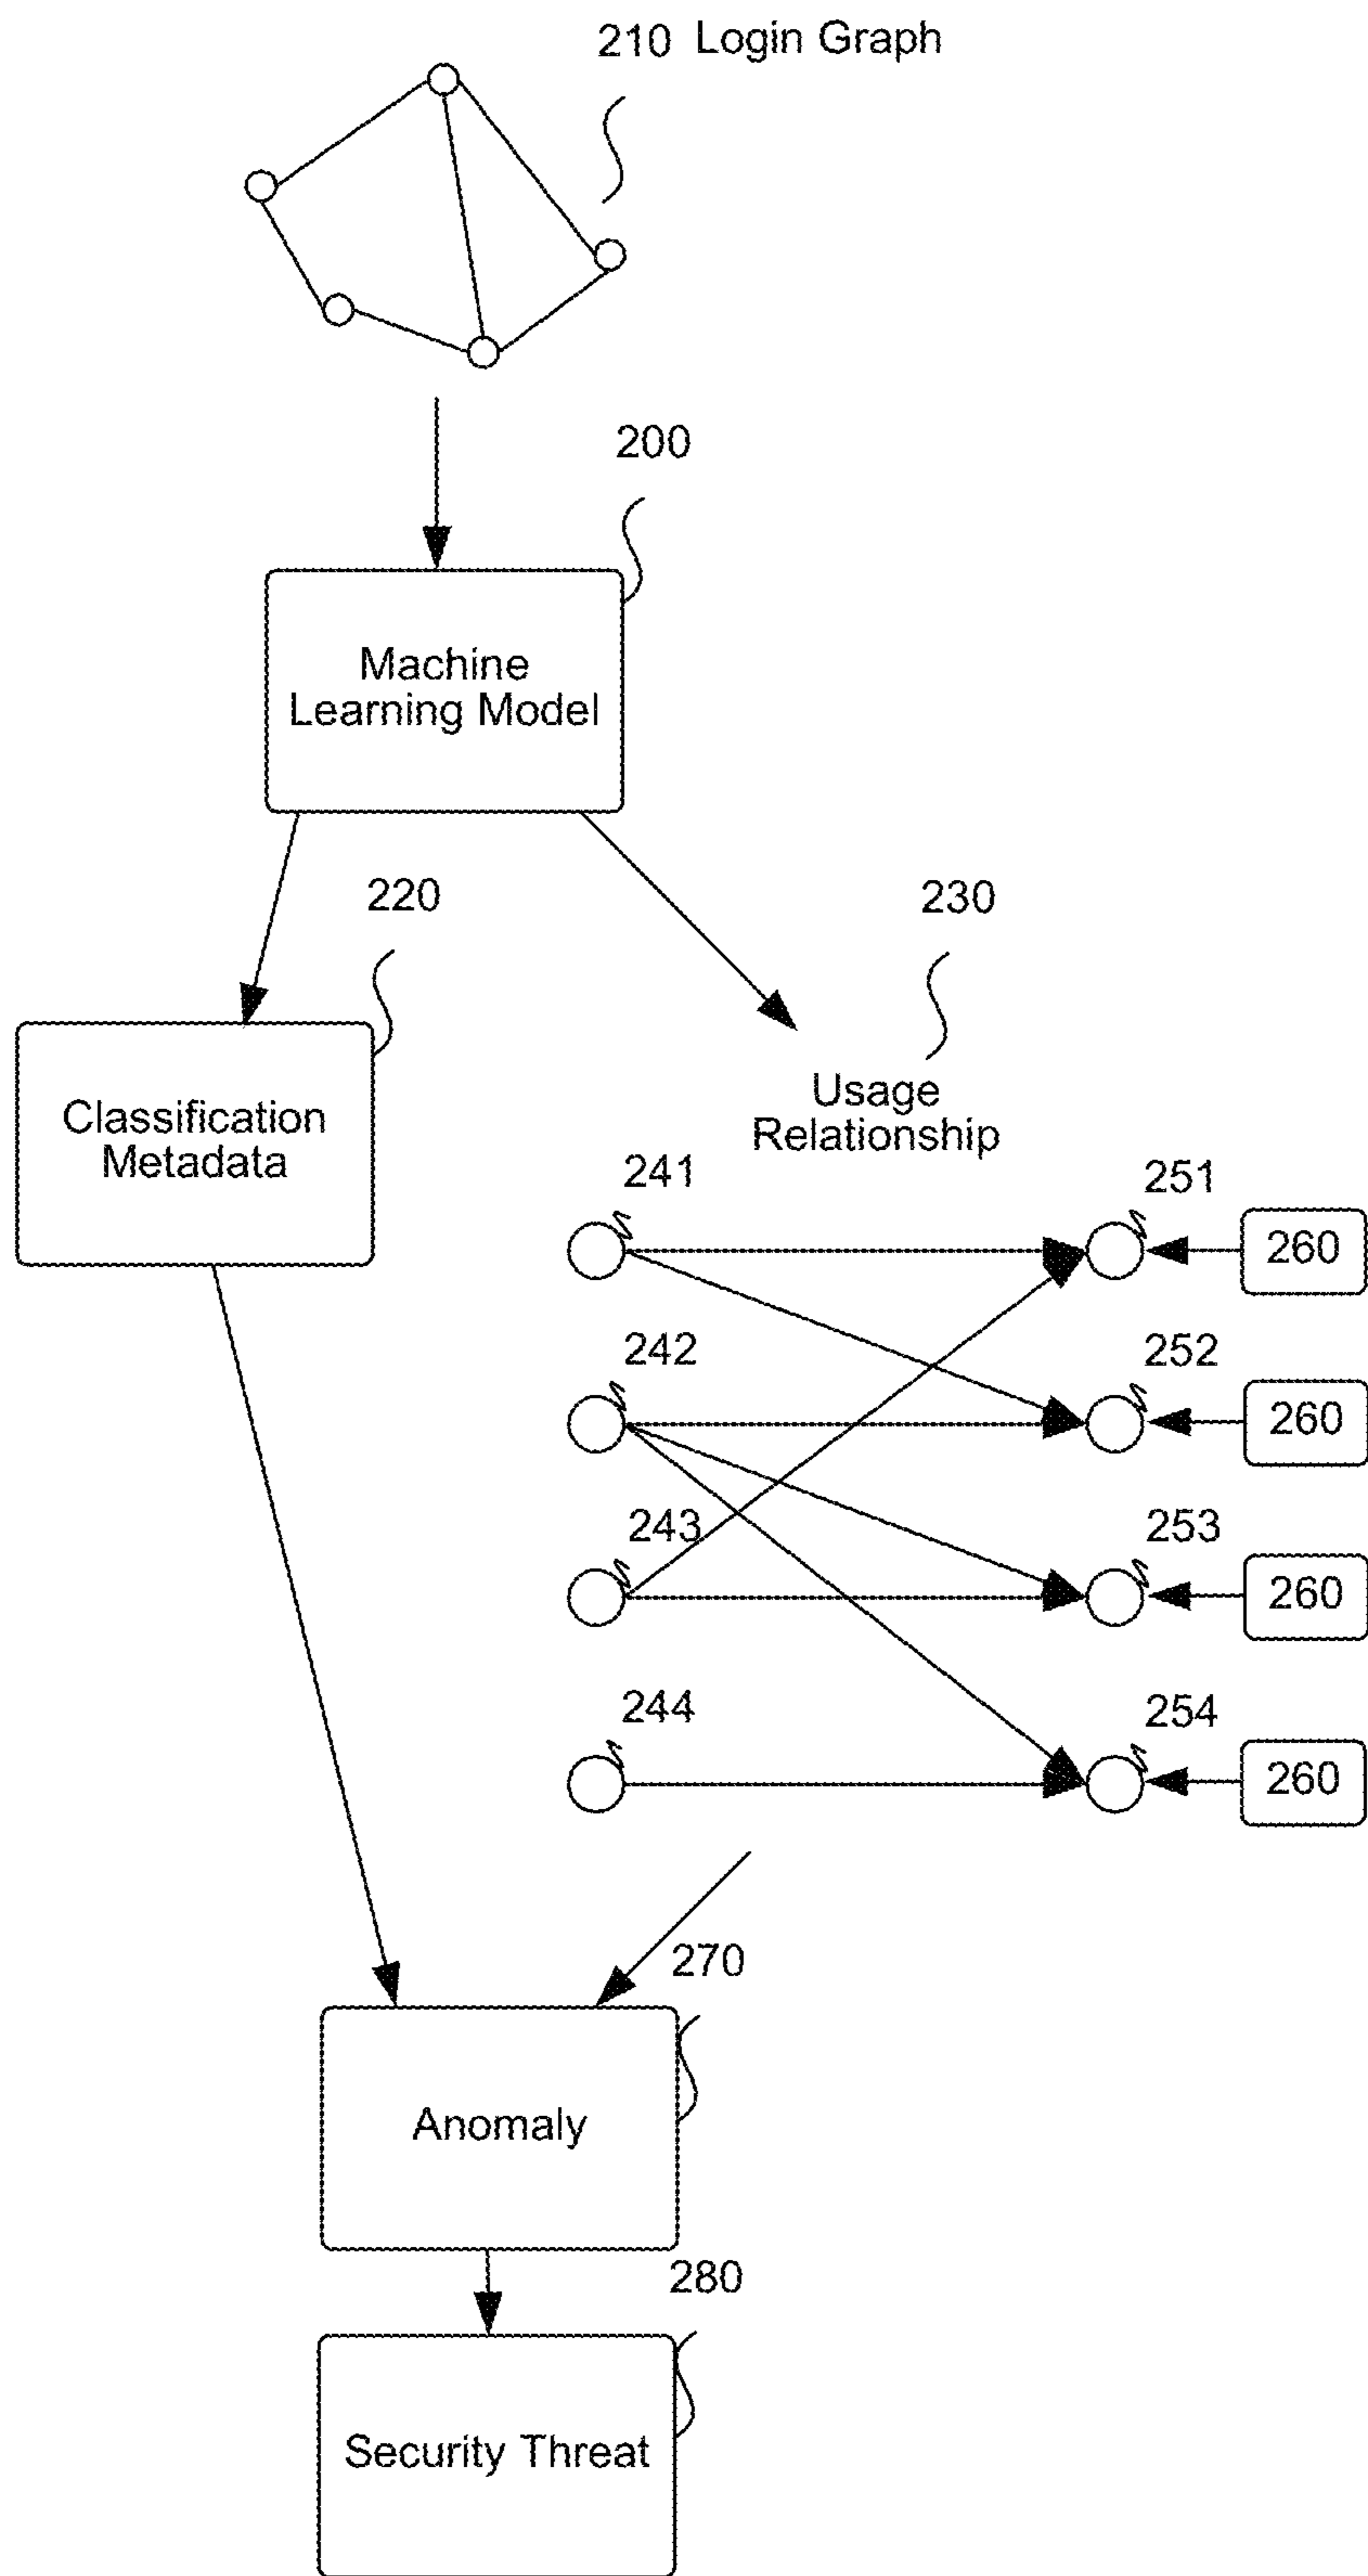 210 Login Graph
200
Machine
Learning Model
220
230
Classification
Metadata
Usage
Relationship
241
251
260
242
252
260
243
253
260
244
254
260
270
Anomaly
280
Security Threat